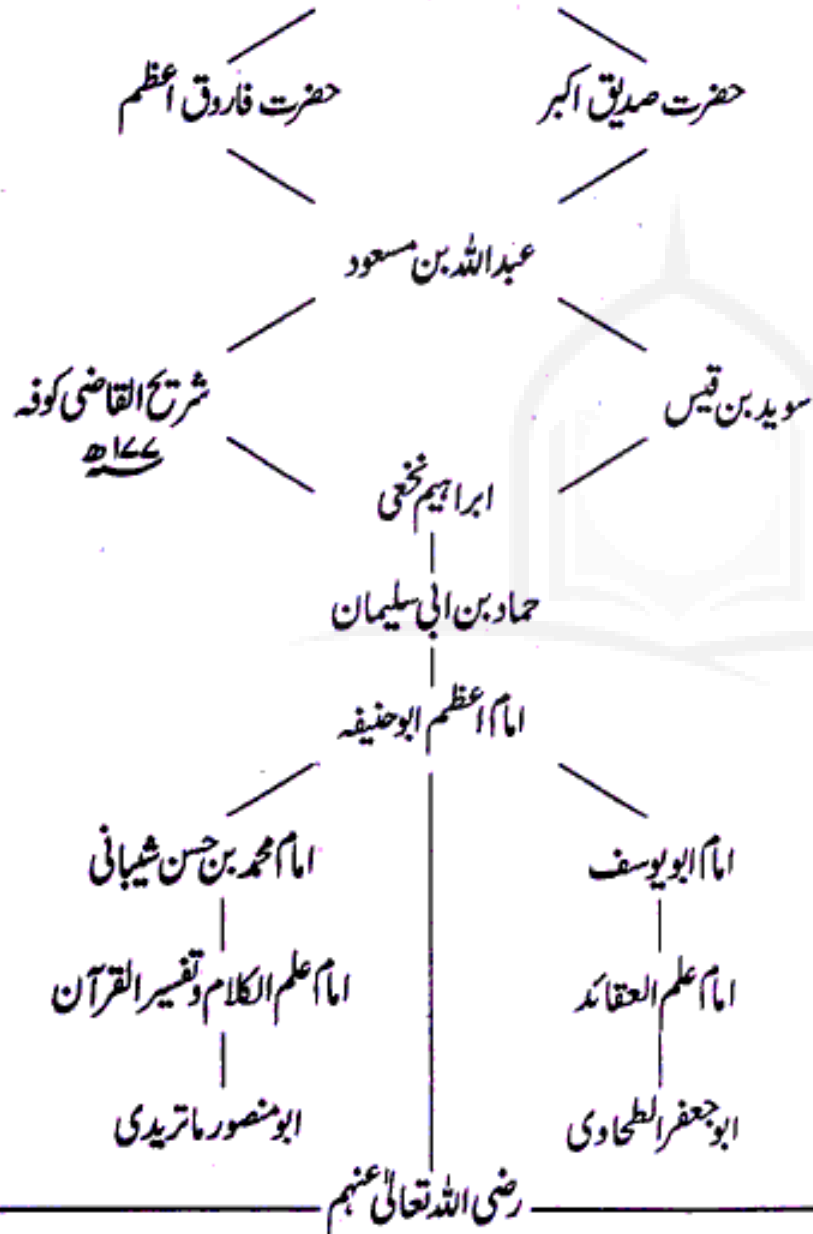 حضرت صدیق اکبر حضرت فاروق اعظم
عبداللہ بن مسعود
سوید بن قیس شریح القاضی کوفہ
۱۷۷ھ
ابراہیم نخعی
حماد بن ابی سلیمان
امام اعظم ابوحنیفہ
امام ابویوسف امام محمد بن حسن شیبانی
امام علم العقائد امام علم الکلام وتفسیر القرآن
ابوجعفر الطحاوی ابومنصور ماتریدی
رضی اللہ تعالیٰ عنہم